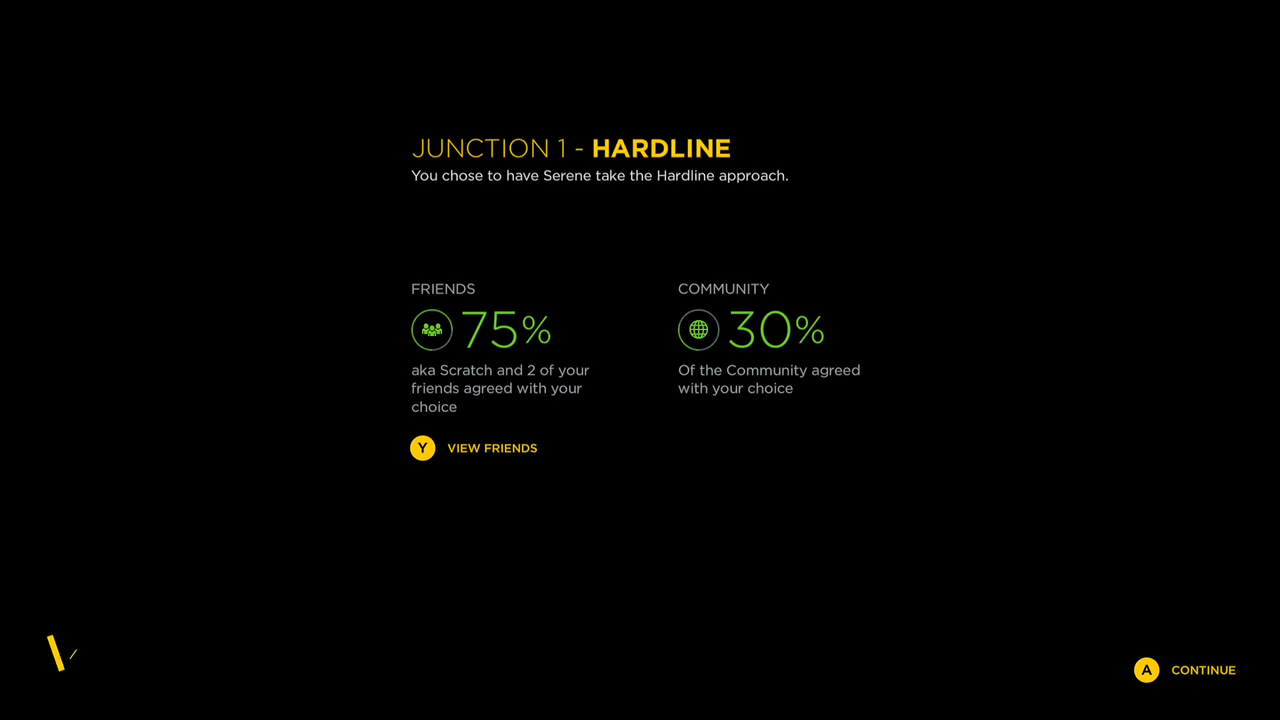 JUNCTION 1 - HARDLINE
You chose to have Serene take the Hardline approach.
FRIENDS
75%
aka Scratch and 2 of your
friends agreed with your
choice
Y VIEW FRIENDS
COMMUNITY
30%
Of the Community agreed
with your choice
A CONTINUE